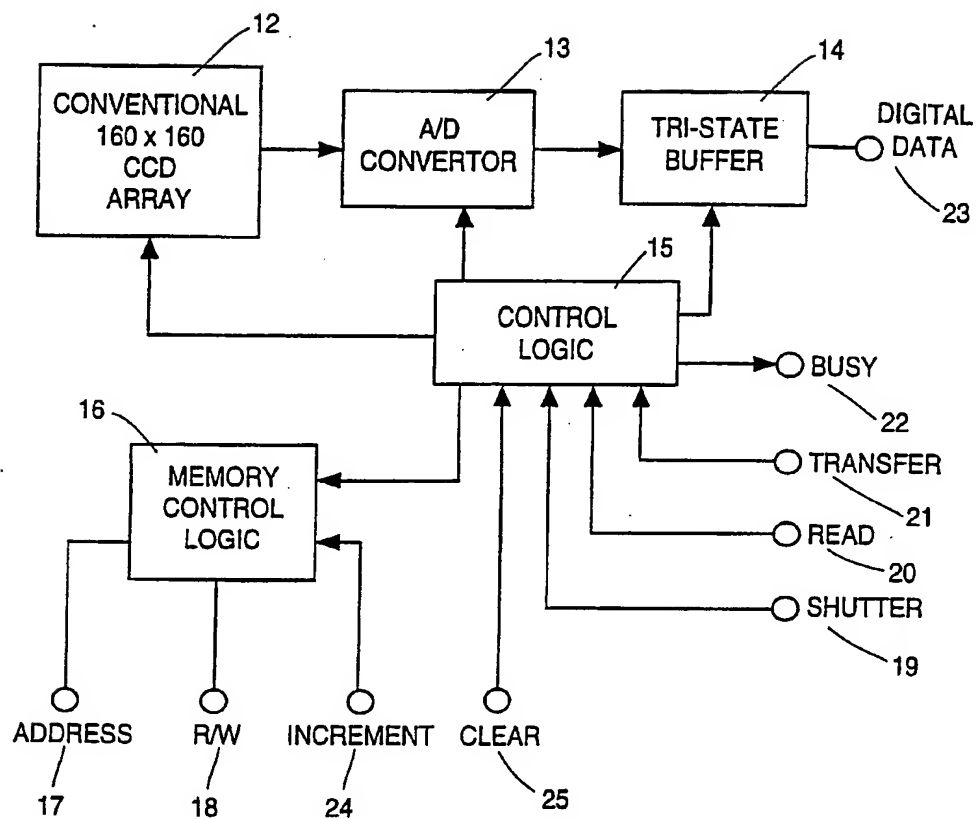 12
13
14
CONVENTIONAL
160 x 160
CCD
ARRAY
A/D
CONVERTOR
TRI-STATE
BUFFER
DIGITAL
DATA
23
15
CONTROL
LOGIC
BUSY
22
16
MEMORY
CONTROL
LOGIC
TRANSFER
21
READ
20
SHUTTER
19
ADDRESS
R/W
INCREMENT
CLEAR
17
18
24
25